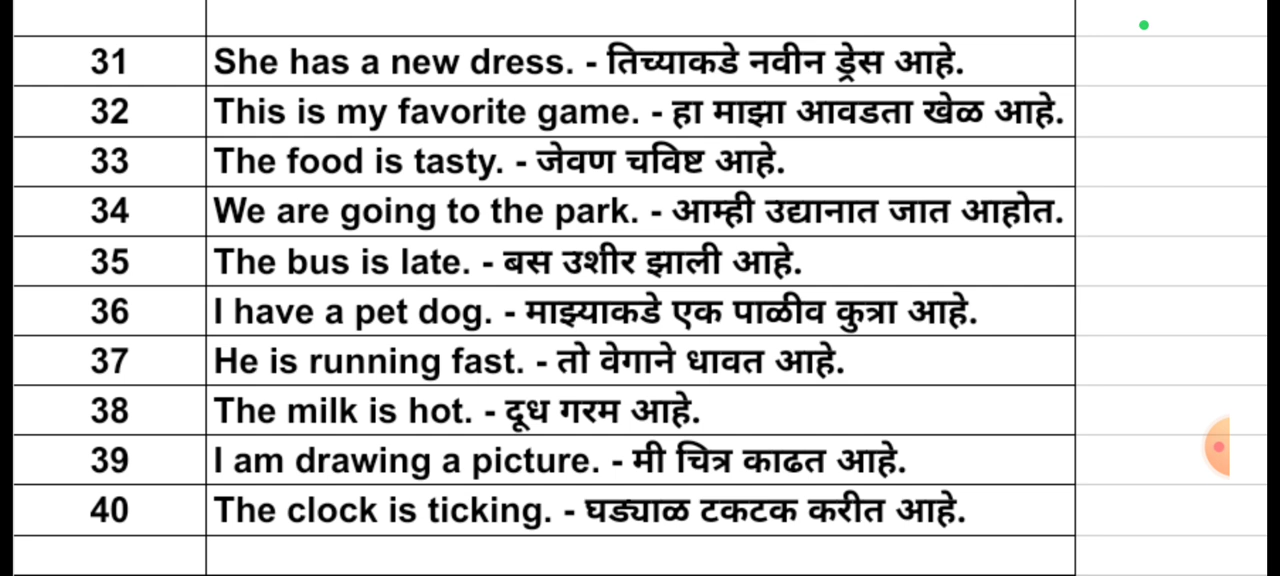 31 She has a new dress. - तिच्याकडे नवीन ड्रेस आहे.
32 This is my favorite game. - हा माझा आवडता खेळ आहे.
33 The food is tasty. - जेवण चविष्ट आहे.
34 We are going to the park. - आम्ही उद्यानात जात आहोत.
35 The bus is late. - बस उशीर झाली आहे.
36 I have a pet dog. - माझ्याकडे एक पाळीव कुत्रा आहे.
37 He is running fast. - तो वेगाने धावत आहे.
38 The milk is hot. - दूध गरम आहे.
39 I am drawing a picture. - मी चित्र काढत आहे.
40 The clock is ticking. - घड्याळ टकटक करीत आहे.